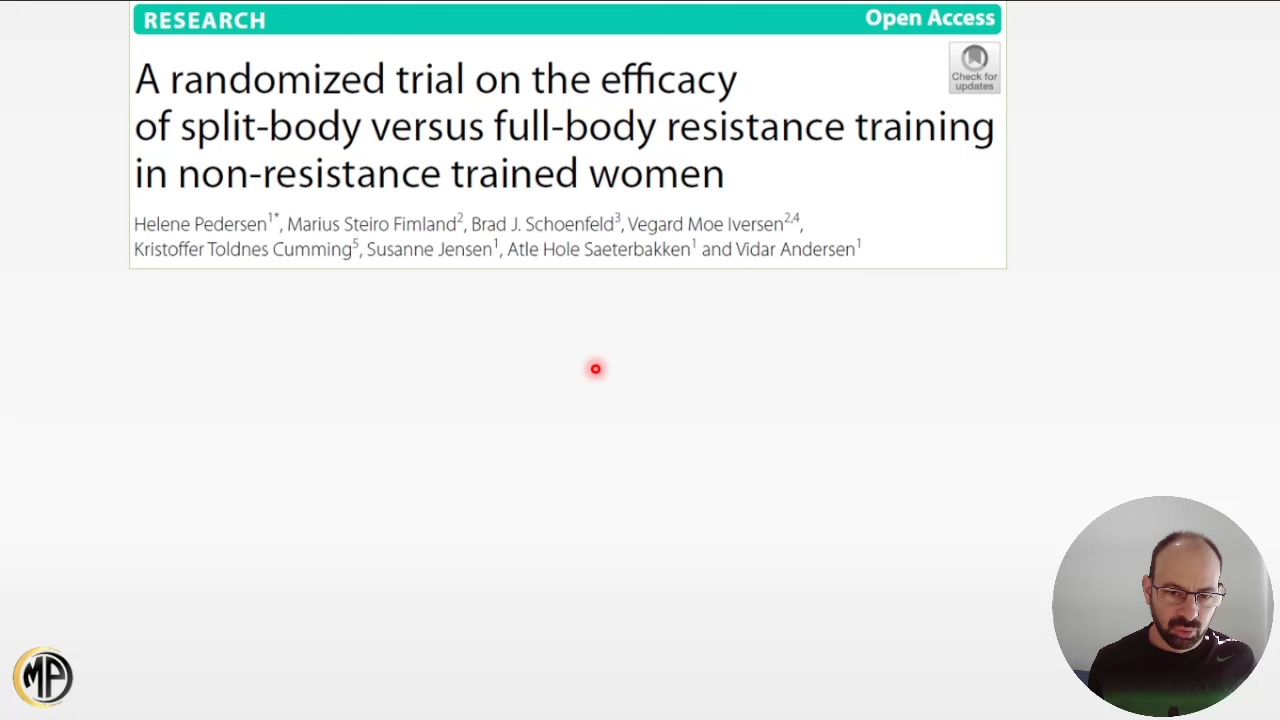 RESEARCH
Open Access
Check for
updates
A randomized trial on the efficacy
of split-body versus full-body resistance training
in non-resistance trained women
Helene Pedersen1*, Marius Steiro Fimland2, Brad J. Schoenfeld3, Vegard Moe Iversen2,4,
Kristoffer Toldnes Cumming5, Susanne Jensen1, Atle Hole Saeterbakken1 and Vidar Andersen1
MP